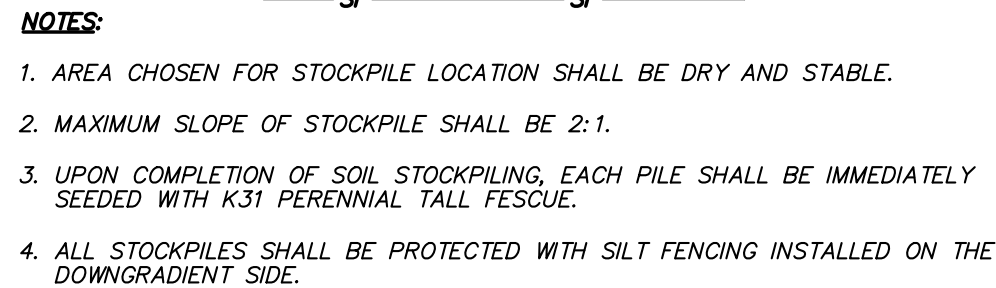 NOTES:
1. AREA CHOSEN FOR STOCKPILE LOCATION SHALL BE DRY AND STABLE.
2. MAXIMUM SLOPE OF STOCKPILE SHALL BE 2:1.
3. UPON COMPLETION OF SOIL STOCKPILING, EACH PILE SHALL BE IMMEDIATELY
SEEDED WITH K31 PERENNIAL TALL FESCUE.
4. ALL STOCKPILES SHALL BE PROTECTED WITH SILT FENCING INSTALLED ON THE
DOWNGRADIENT SIDE.